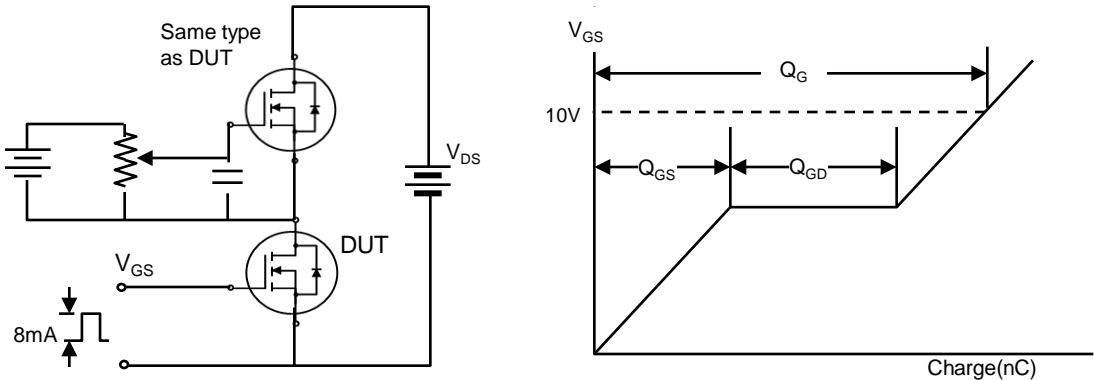 Same type
as DUT
V_DS
DUT
V_GS
8mA
V_GS
Q_G
10V
Q_GS
Q_GD
Charge(nC)